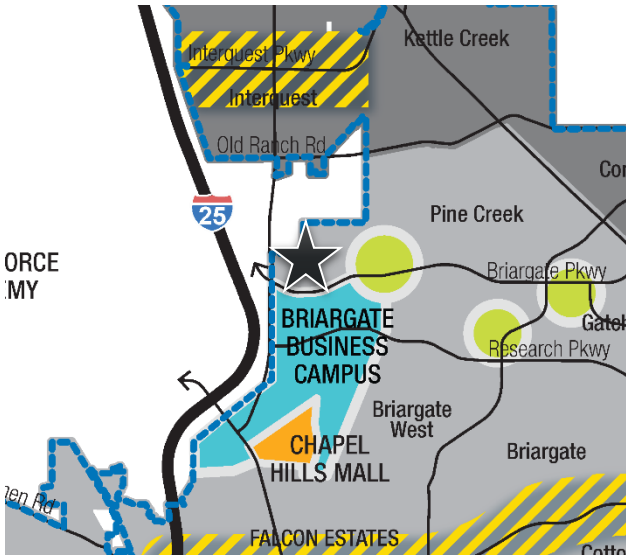 Kettle Creek
Interquest Pkwy
Interquest
Old Ranch Rd
25
Pine Creek
ORCE
MY
Briargate Pkwy
BRIARGATE
BUSINESS
CAMPUS
Research Pkwy
Briargate
West
CHAPEL
HILLS MALL
Briargate
FALCON ESTATES